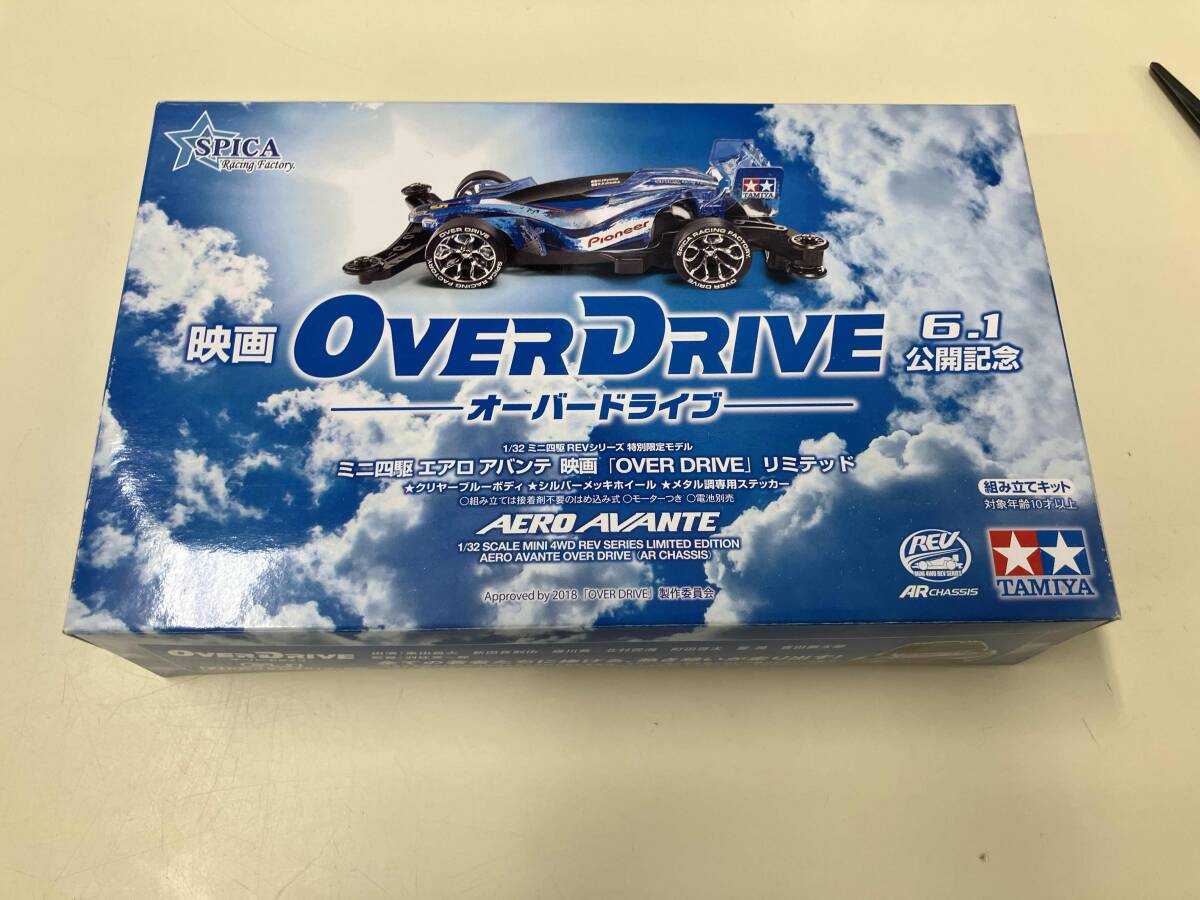 SPICA
Racing Factory.
TAMIYA
Pioneer
OVER DRIVE
SPICA RACING FACTORY.
SPICA RACING FACTORY.
OVER DRIVE
映画
OVERDRIVE
6.1
公開記念
オーバードライブ
1/32 ミニ四駆 REVシリーズ 特別限定モデル
ミニ四駆 エアロ アバンテ 映画「OVER DRIVE」リミテッド
★クリヤーブルーボディ ★シルバーメッキホイール ★メタル調専用ステッカー
○組み立ては接着剤不要のはめ込み式 ○モーターつき ○電池別売
AERO AVANTE
1/32 SCALE MINI 4WD REV SERIES LIMITED EDITION
AERO AVANTE OVER DRIVE (AR CHASSIS)
Approved by 2018「OVER DRIVE」製作委員会
組み立てキット
対象年齢10才以上
REV
MINI 4WD REV SERIES
AR CHASSIS
TAMIYA
OVERDRIVE